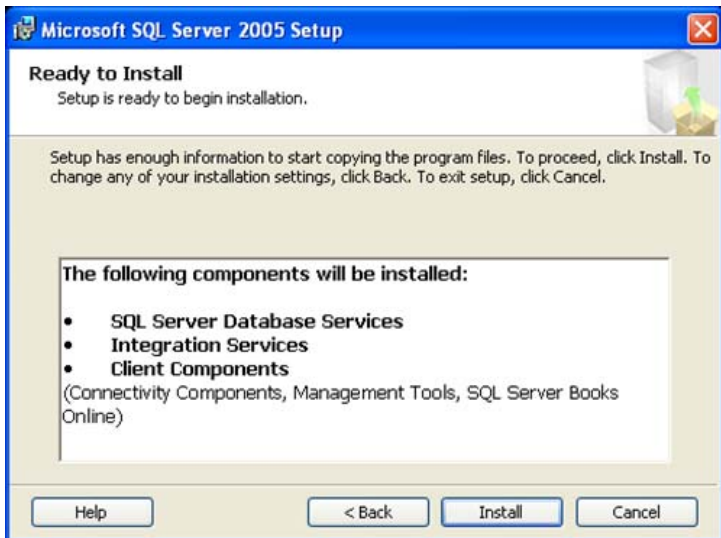 Microsoft SQL Server 2005 Setup
Ready to Install
Setup is ready to begin installation.
Setup has enough information to start copying the program files. To proceed, click Install. To
change any of your installation settings, click Back. To exit setup, click Cancel.
The following components will be installed:
• SQL Server Database Services
• Integration Services
• Client Components
(Connectivity Components, Management Tools, SQL Server Books
Online)
Help < Back Install Cancel